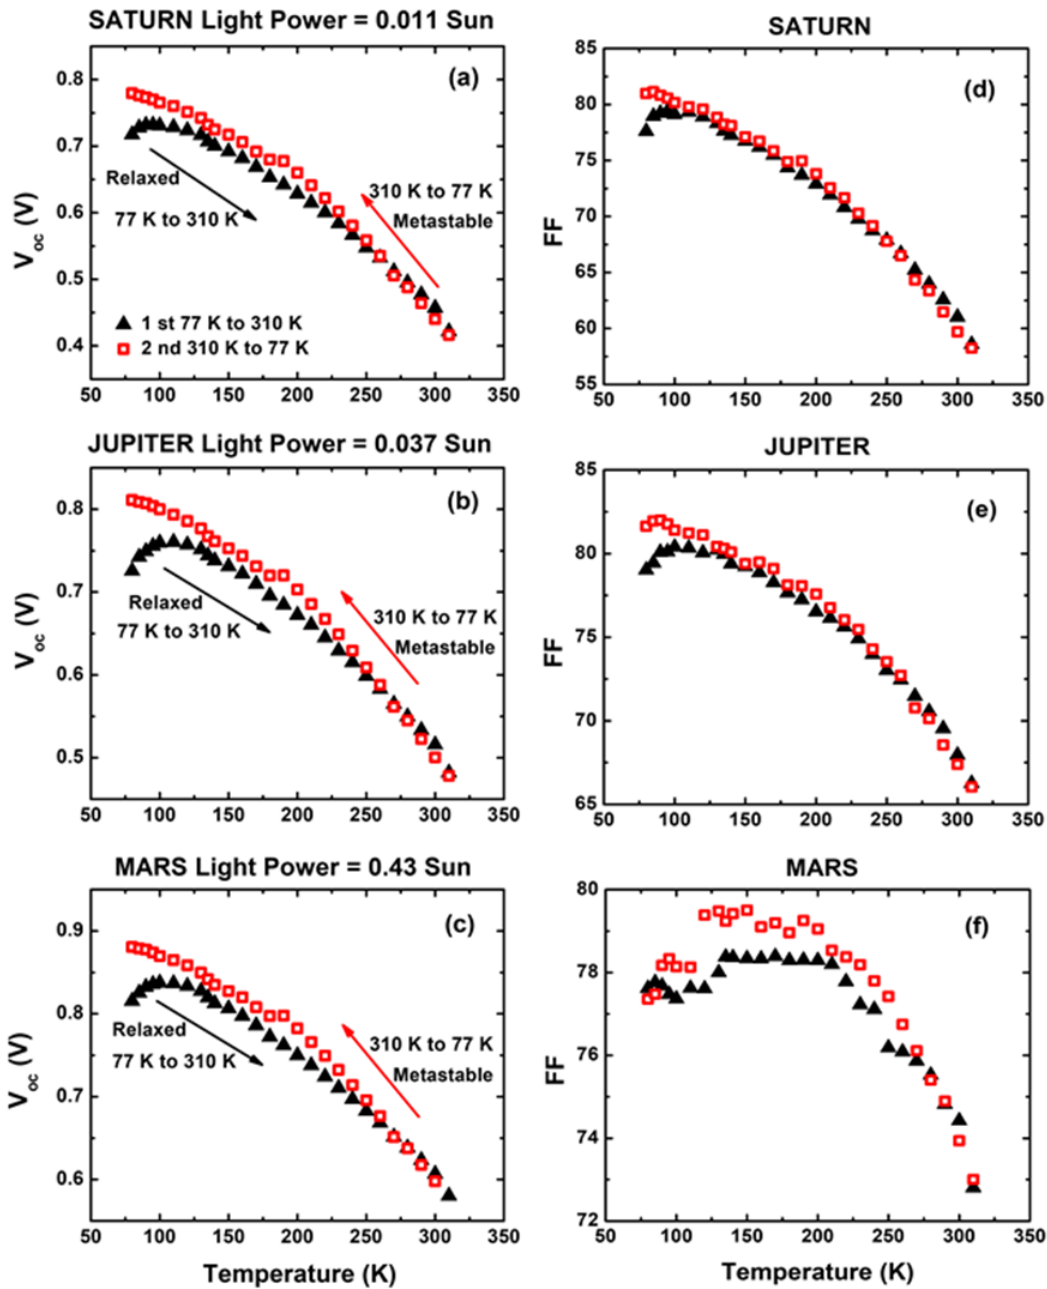 SATURN Light Power = 0.011 Sun
(a)
0.8
0.7
0.6
0.5
0.4
V_oc (V)
Relaxed
77 K to 310 K
310 K to 77 K
Metastable
1 st 77 K to 310 K
2 nd 310 K to 77 K
50 100 150 200 250 300 350
SATURN
(d)
85
80
75
70
65
60
55
FF
50 100 150 200 250 300 350
JUPITER Light Power = 0.037 Sun
(b)
0.8
0.7
0.6
0.5
V_oc (V)
Relaxed
77 K to 310 K
310 K to 77 K
Metastable
50 100 150 200 250 300 350
JUPITER
(e)
85
80
75
70
65
FF
50 100 150 200 250 300 350
MARS Light Power = 0.43 Sun
(c)
0.9
0.8
0.7
0.6
V_oc (V)
Relaxed
77 K to 310 K
310 K to 77 K
Metastable
50 100 150 200 250 300 350
Temperature (K)
MARS
(f)
80
78
76
74
72
FF
50 100 150 200 250 300 350
Temperature (K)